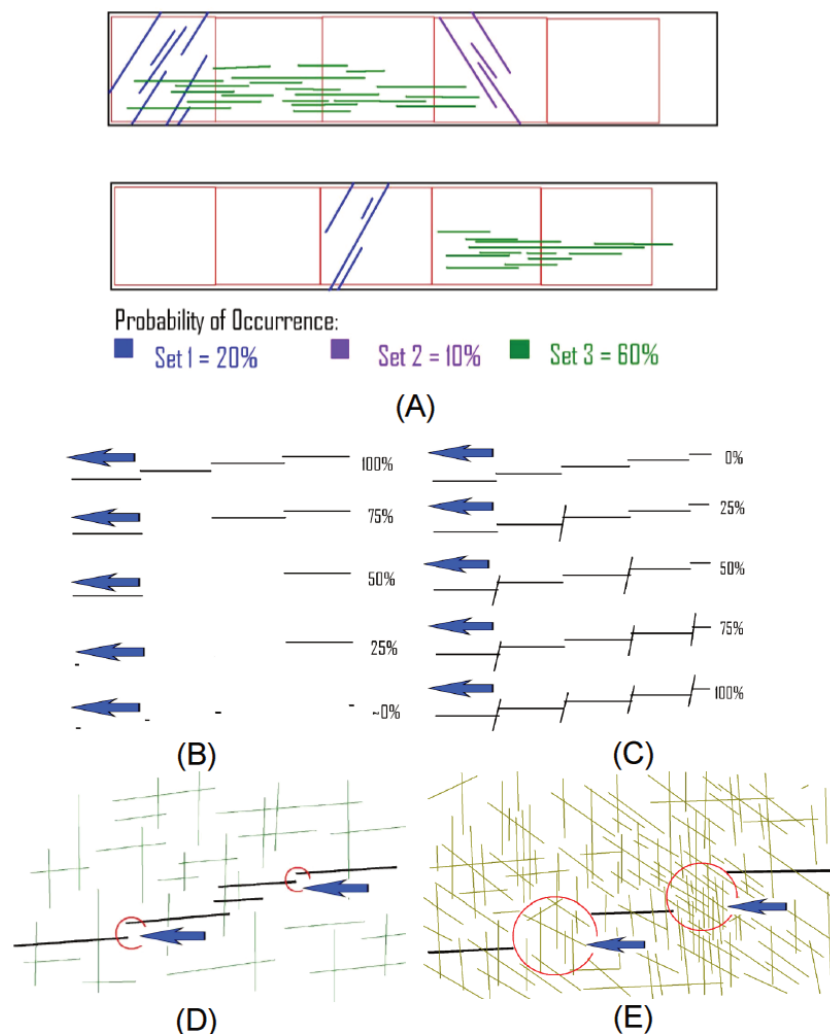 Probability of Occurrence:
Set 1 = 20% Set 2 = 10% Set 3 = 60%
(A)
100%
75%
50%
25%
~0%
(B)
0%
25%
50%
75%
100%
(C)
(D)
(E)